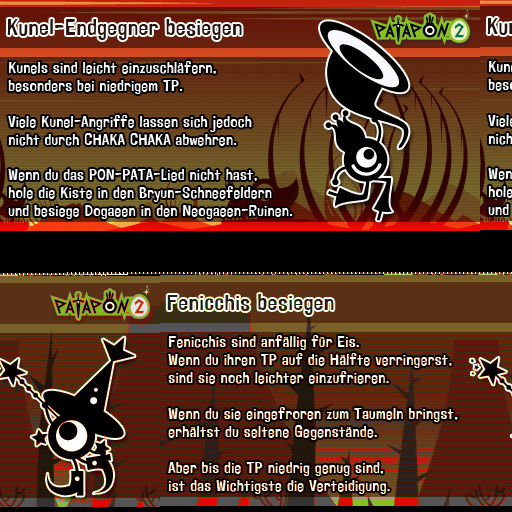 Kunel-Endgegner besiegen
PATAPON 2
Kunels sind leicht einzuschläfern,
besonders bei niedrigem TP.
Viele Kunel-Angriffe lassen sich jedoch
nicht durch CHAKA CHAKA abwehren.
Wenn du das PON-PATA-Lied nicht hast,
hole die Kiste in den Bryun-Schneefeldern
und besiege Dogaeen in den Neogaeen-Ruinen.
PATAPON 2
Fenicchis besiegen
Fenicchis sind anfällig für Eis.
Wenn du ihren TP auf die Hälfte verringerst,
sind sie noch leichter einzufrieren.
Wenn du sie eingefroren zum Taumeln bringst,
erhältst du seltene Gegenstände.
Aber bis die TP niedrig genug sind,
ist das Wichtigste die Verteidigung.